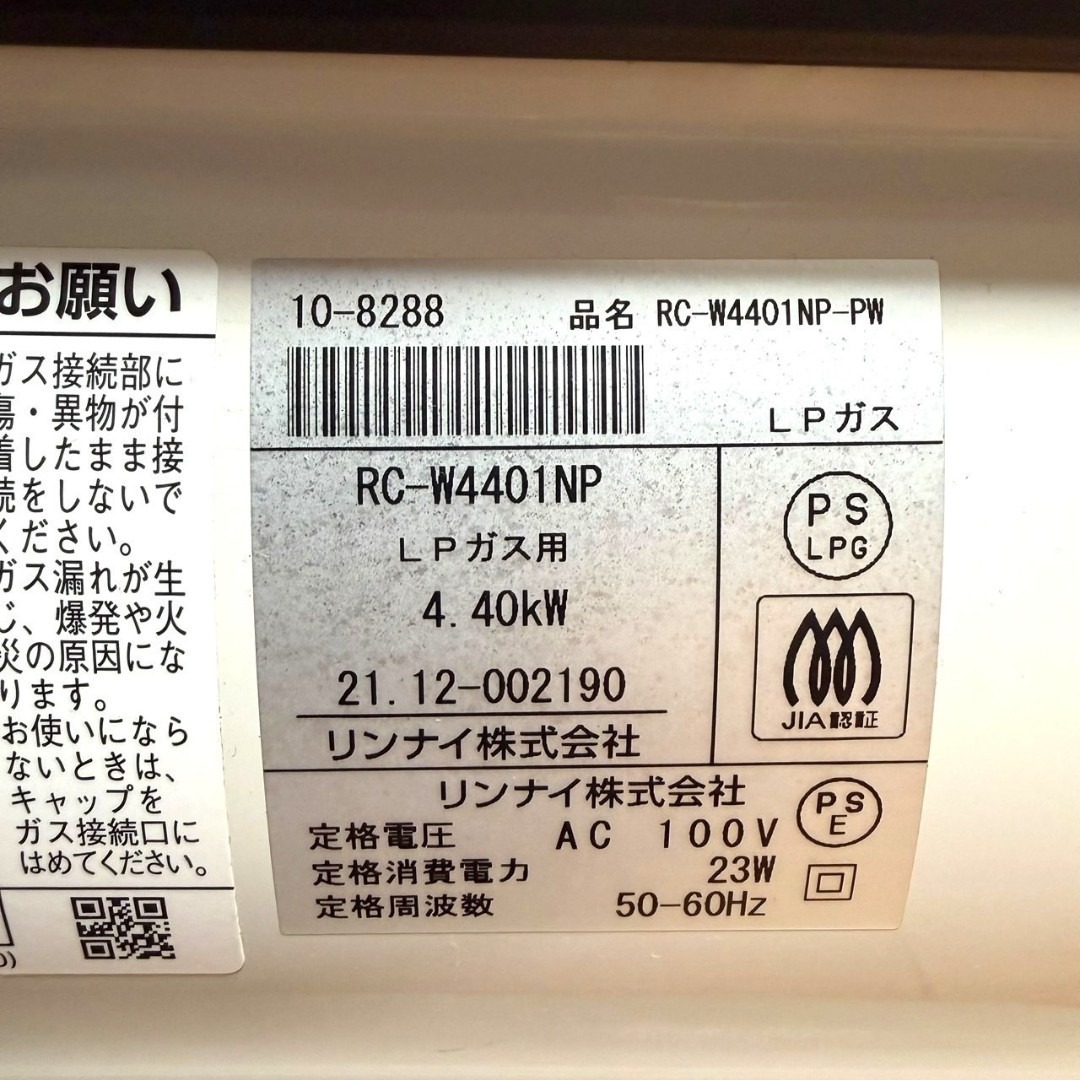 お願い
ガス接続部に
傷・異物が付
着したまま接
続をしないで
ください。
ガス漏れが生
じ、爆発や火
災の原因にな
ります。
お使いになら
ないときは、
キャップを
ガス接続口に
はめてください。
10-8288 品名 RC-W4401NP-PW
LPガス
RC-W4401NP
LPガス用
4.40kW
21.12-002190
リンナイ株式会社
PS
LPG
JIA認証
リンナイ株式会社
定格電圧 AC 100V
定格消費電力 23W
定格周波数 50-60Hz
PS
E